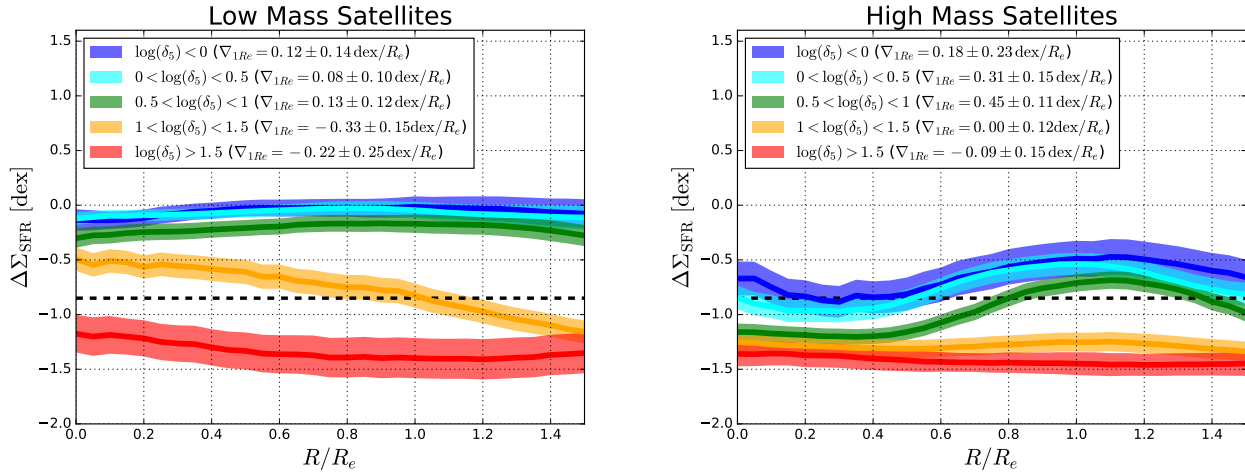 Low Mass Satellites
log(δ₅) < 0 (∇₁Re = 0.12 ± 0.14 dex/Rₑ)
0 < log(δ₅) < 0.5 (∇₁Re = 0.08 ± 0.10 dex/Rₑ)
0.5 < log(δ₅) < 1 (∇₁Re = 0.13 ± 0.12 dex/Rₑ)
1 < log(δ₅) < 1.5 (∇₁Re = −0.33 ± 0.15dex/Rₑ)
log(δ₅) > 1.5 (∇₁Re = −0.22 ± 0.25 dex/Rₑ)
1.5
1.0
0.5
0.0
−0.5
−1.0
−1.5
−2.0
ΔΣSFR [dex]
0.0 0.2 0.4 0.6 0.8 1.0 1.2 1.4
R/Rₑ
High Mass Satellites
log(δ₅) < 0 (∇₁Re = 0.18 ± 0.23 dex/Rₑ)
0 < log(δ₅) < 0.5 (∇₁Re = 0.31 ± 0.15 dex/Rₑ)
0.5 < log(δ₅) < 1 (∇₁Re = 0.45 ± 0.11 dex/Rₑ)
1 < log(δ₅) < 1.5 (∇₁Re = 0.00 ± 0.12 dex/Rₑ)
log(δ₅) > 1.5 (∇₁Re = −0.09 ± 0.15 dex/Rₑ)
1.5
1.0
0.5
0.0
−0.5
−1.0
−1.5
−2.0
ΔΣSFR [dex]
0.0 0.2 0.4 0.6 0.8 1.0 1.2 1.4
R/Rₑ